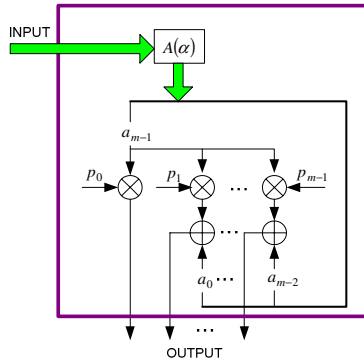 INPUT
A(α)
a_{m-1}
p_0 p_1 ... p_{m-1}
...
a_0 ... a_{m-2}
...
OUTPUT